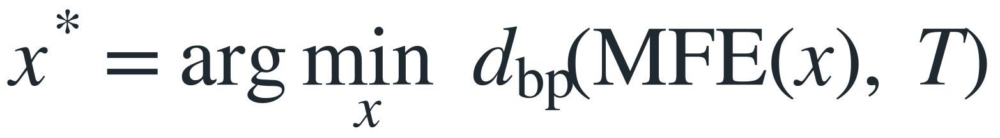 x* = arg min_x d_bp(MFE(x), T)